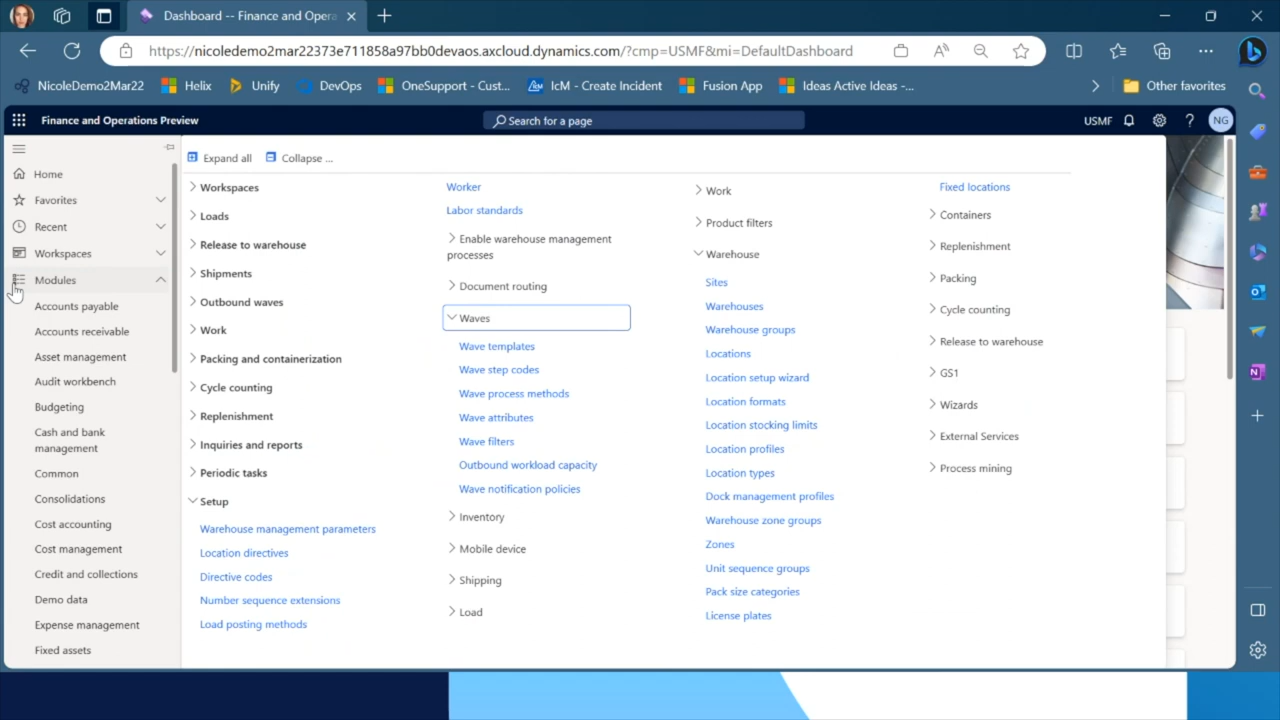 Dashboard -- Finance and Opera
https://nicoledemo2mar22373e711858a97bb0devaos.axcloud.dynamics.com/?cmp=USMF&mi=DefaultDashboard
NicoleDemo2Mar22 Helix Unify DevOps OneSupport - Cust... IcM - Create Incident Fusion App Ideas Active Ideas -... Other favorites
Finance and Operations Preview Search for a page USMF NG
Home
Favorites
Recent
Workspaces
Modules
Accounts payable
Accounts receivable
Asset management
Audit workbench
Budgeting
Cash and bank
management
Common
Consolidations
Cost accounting
Cost management
Credit and collections
Demo data
Expense management
Fixed assets
Expand all Collapse ...
Workspaces
Loads
Release to warehouse
Shipments
Outbound waves
Work
Packing and containerization
Cycle counting
Replenishment
Inquiries and reports
Periodic tasks
Setup
Warehouse management parameters
Location directives
Directive codes
Number sequence extensions
Load posting methods
Worker
Labor standards
Enable warehouse management
processes
Document routing
Waves
Wave templates
Wave step codes
Wave process methods
Wave attributes
Wave filters
Outbound workload capacity
Wave notification policies
Inventory
Mobile device
Shipping
Load
Work
Product filters
Warehouse
Sites
Warehouses
Warehouse groups
Locations
Location setup wizard
Location formats
Location stocking limits
Location profiles
Location types
Dock management profiles
Warehouse zone groups
Zones
Unit sequence groups
Pack size categories
License plates
Fixed locations
Containers
Replenishment
Packing
Cycle counting
Release to warehouse
GS1
Wizards
External Services
Process mining